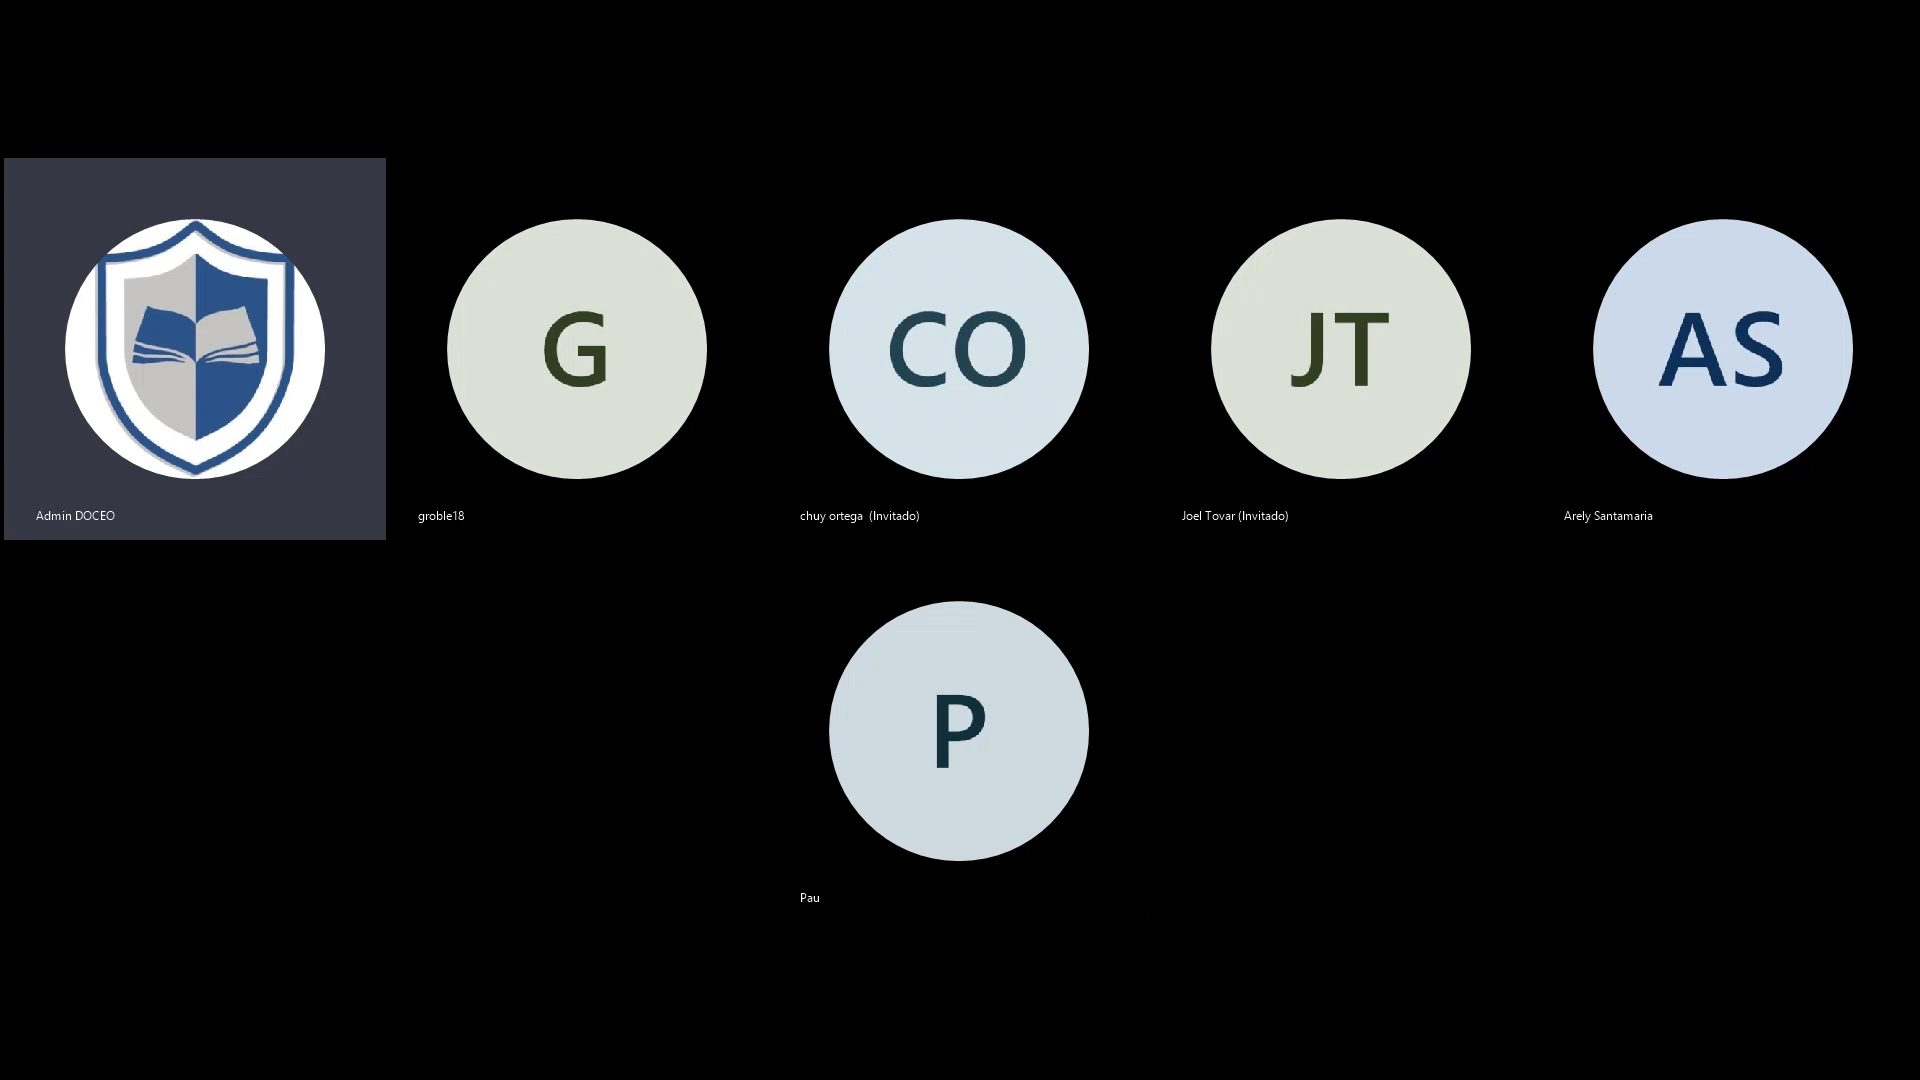 G
CO
JT
AS
Admin DOCEO
groble18
chuy ortega (Invitado)
Joel Tovar (Invitado)
Arely Santamaria
P
Pau